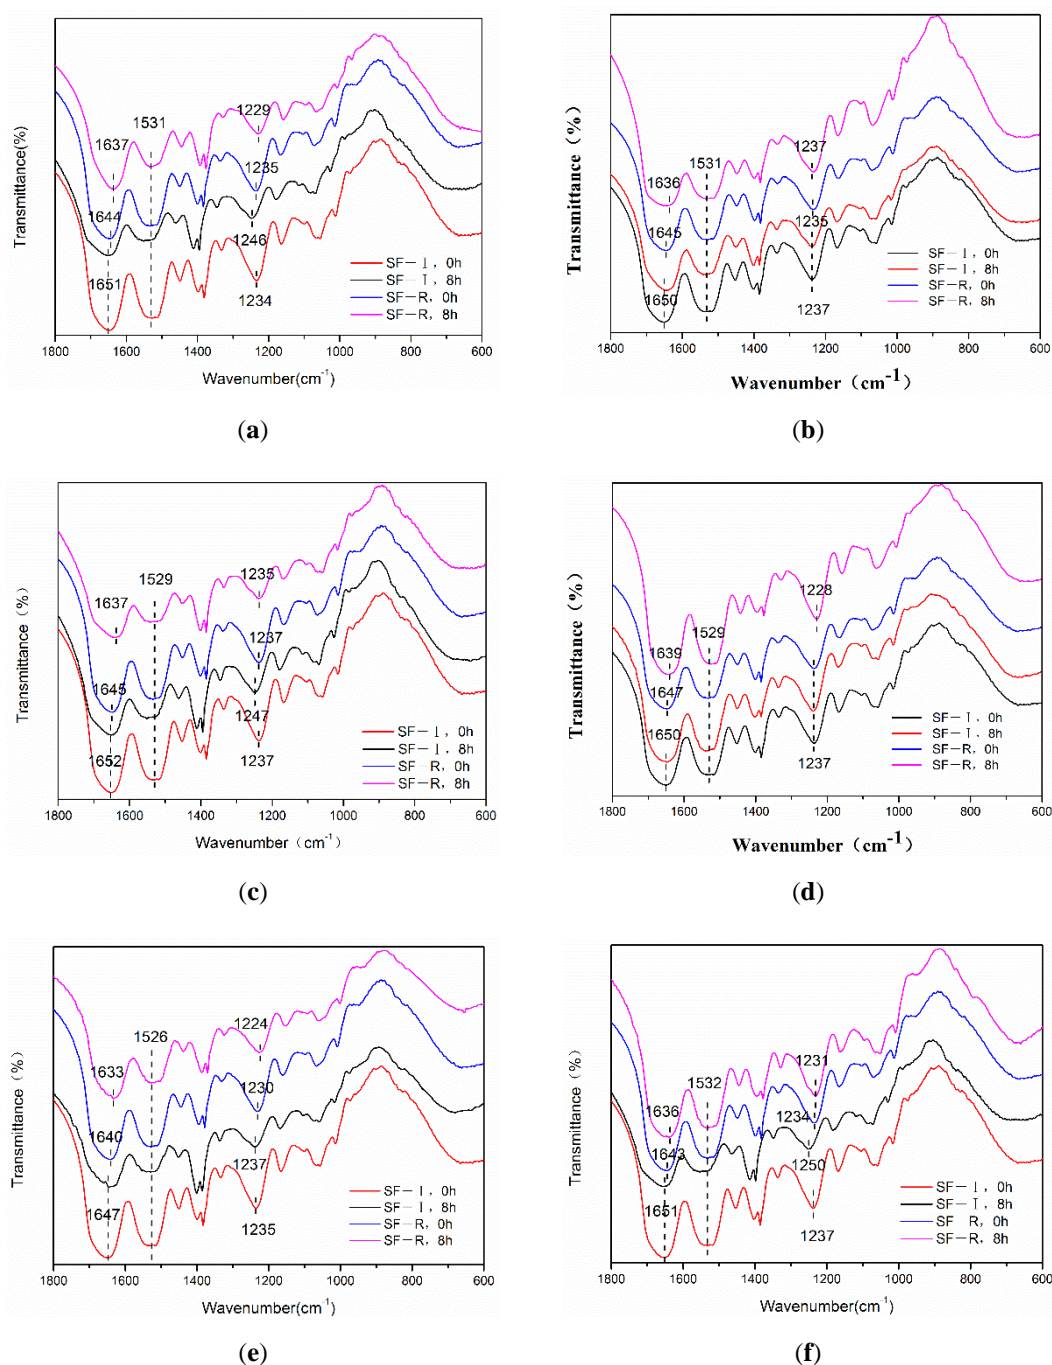 1637
1531
1229
1235
1644
1246
1651
1234
SF-I, 0h
SF-I, 8h
SF-R, 0h
SF-R, 8h
Transmittance(%)
1800 1600 1400 1200 1000 800 600
Wavenumber(cm-1)
(a)
1636
1531
1237
1645
1235
1650
1237
SF-I, 0h
SF-I, 8h
SF-R, 0h
SF-R, 8h
Transmittance (%)
1800 1600 1400 1200 1000 800 600
Wavenumber (cm-1)
(b)
1529
1235
1637
1237
1645
1247
1652
1237
SF-I, 0h
SF-I, 8h
SF-R, 0h
SF-R, 8h
Transmittance (%)
1800 1600 1400 1200 1000 800 600
Wavenumber (cm-1)
(c)
1228
1529
1639
1647
1650
1237
SF-I, 0h
SF-I, 8h
SF-R, 0h
SF-R, 8h
Transmittance (%)
1800 1600 1400 1200 1000 800 600
Wavenumber (cm-1)
(d)
1526
1224
1633
1230
1640
1237
1647
1235
SF-I, 0h
SF-I, 8h
SF-R, 0h
SF-R, 8h
Transmittance (%)
1800 1600 1400 1200 1000 800 600
Wavenumber(cm-1)
(e)
1231
1532
1636
1234
1643
1250
1651
1237
SF-I, 0h
SF-I, 8h
SF-R, 0h
SF-R, 8h
Transmittance (%)
1800 1600 1400 1200 1000 800 600
Wavenumber(cm-1)
(f)